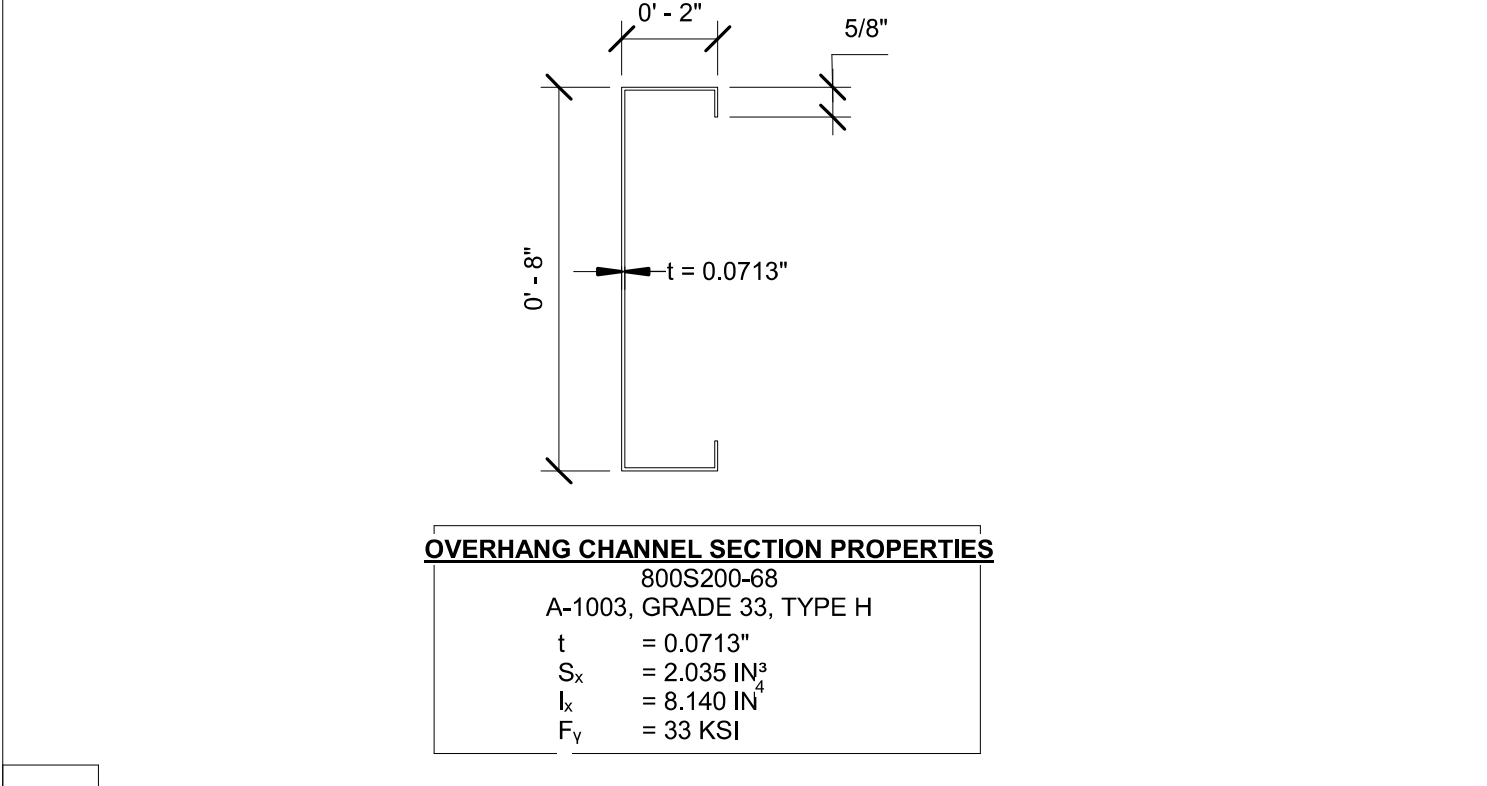 0' - 2"
5/8"
0' - 8"
t = 0.0713"
OVERHANG CHANNEL SECTION PROPERTIES
800S200-68
A-1003, GRADE 33, TYPE H
t = 0.0713"
Sx = 2.035 IN³
Ix = 8.140 IN⁴
Fy = 33 KSI